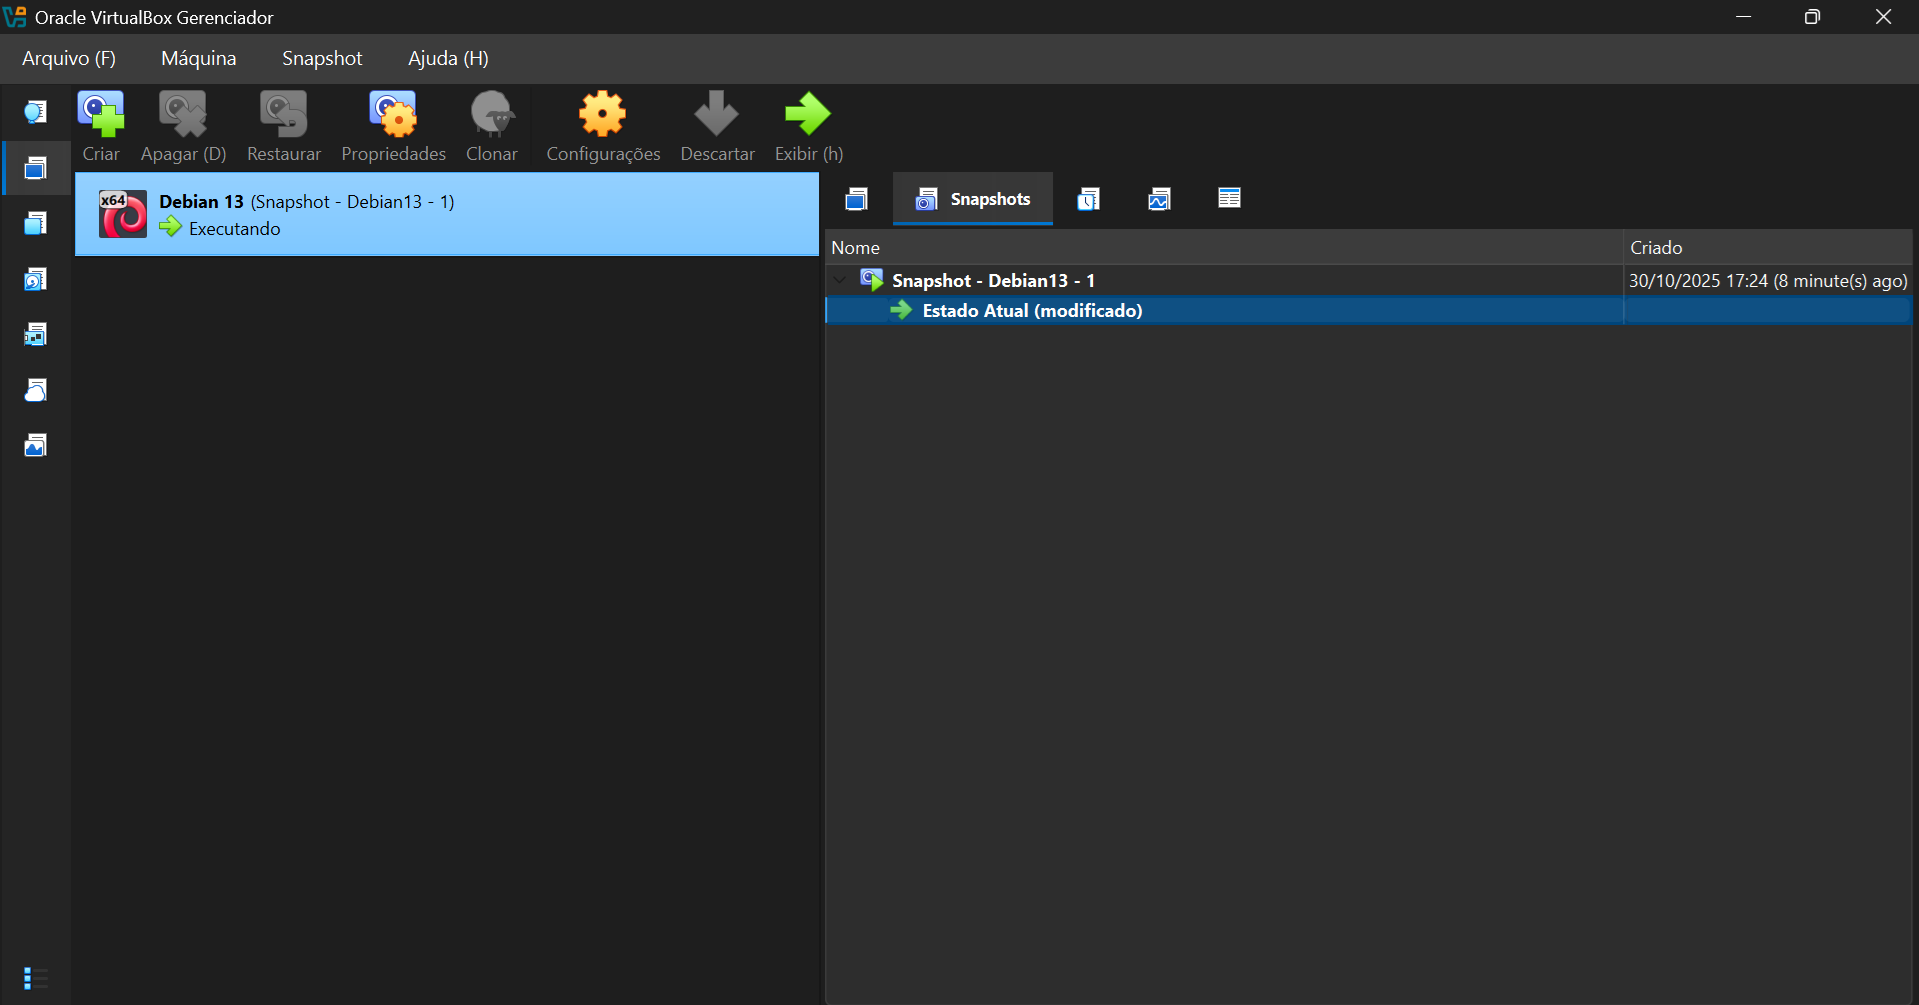 Oracle VirtualBox Gerenciador
Arquivo (F) Máquina Snapshot Ajuda (H)
Criar Apagar (D) Restaurar Propriedades Clonar Configurações Descartar Exibir (h)
x64 Debian 13 (Snapshot - Debian13 - 1)
Executando
Snapshots
Nome Criado
Snapshot - Debian13 - 1 30/10/2025 17:24 (8 minute(s) ago)
Estado Atual (modificado)